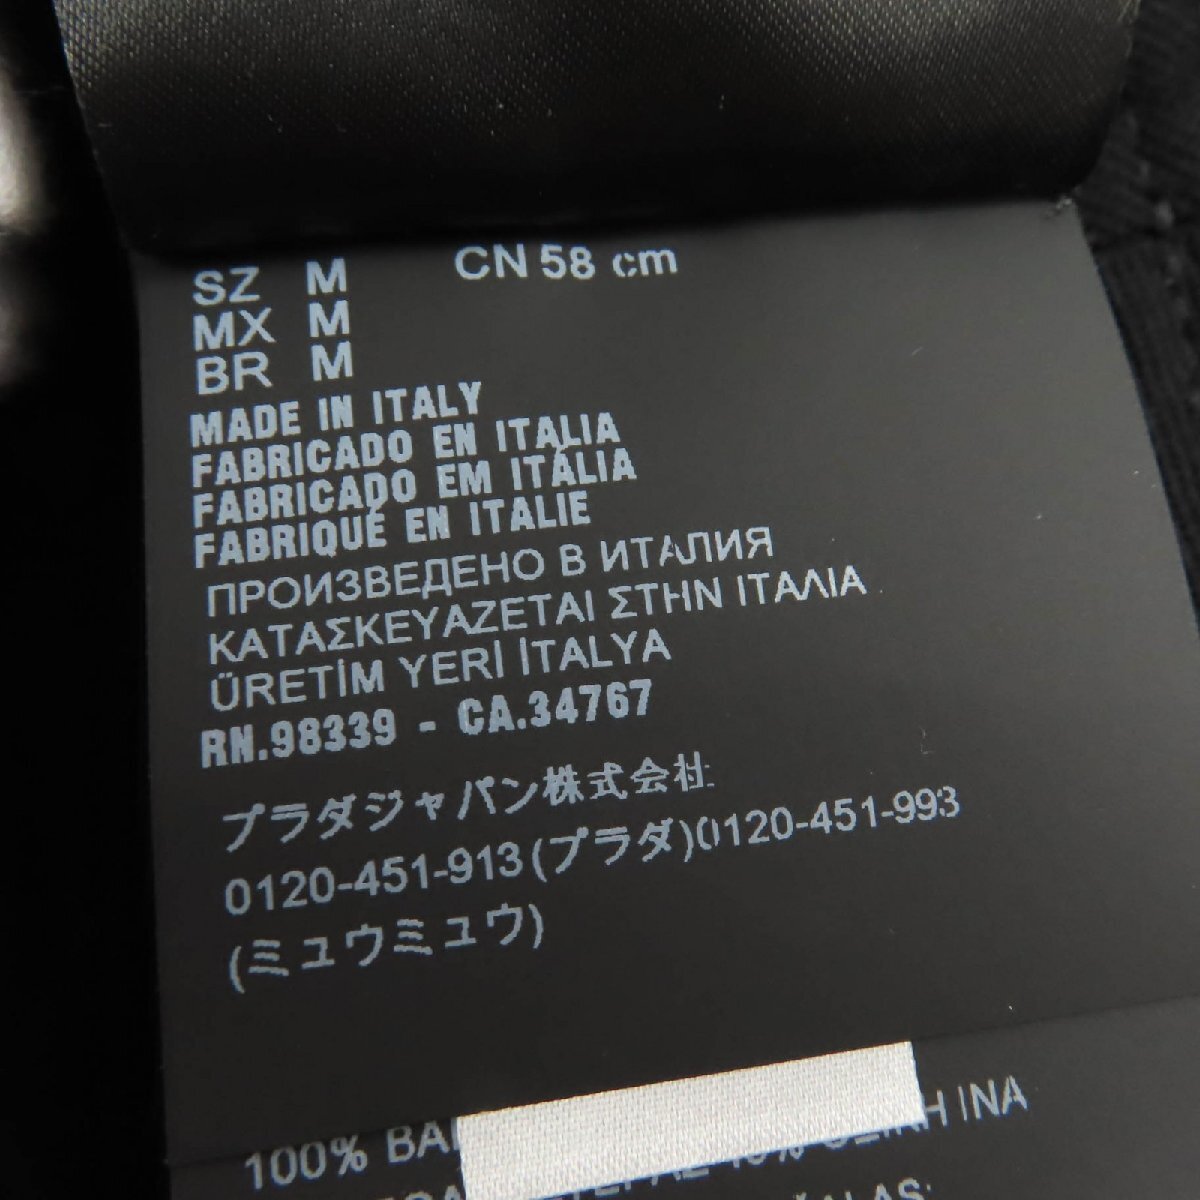 SZ M CN 58 cm
MX M
BR M
MADE IN ITALY
FABRICADO EN ITALIA
FABRICADO EM ITÁLIA
FABRIQUÉ EN ITALIE
ПРОИЗВЕДЕНО В ИТАЛИЯ
ΚΑΤΑΣΚΕΥΑΖΕΤΑΙ ΣΤΗΝ ΙΤΑΛΙΑ
ÜRETİM YERİ İTALYA
RN.98339 - CA.34767
プラダジャパン株式会社
0120-451-913(プラダ)0120-451-993
(ミュウミュウ)
100%